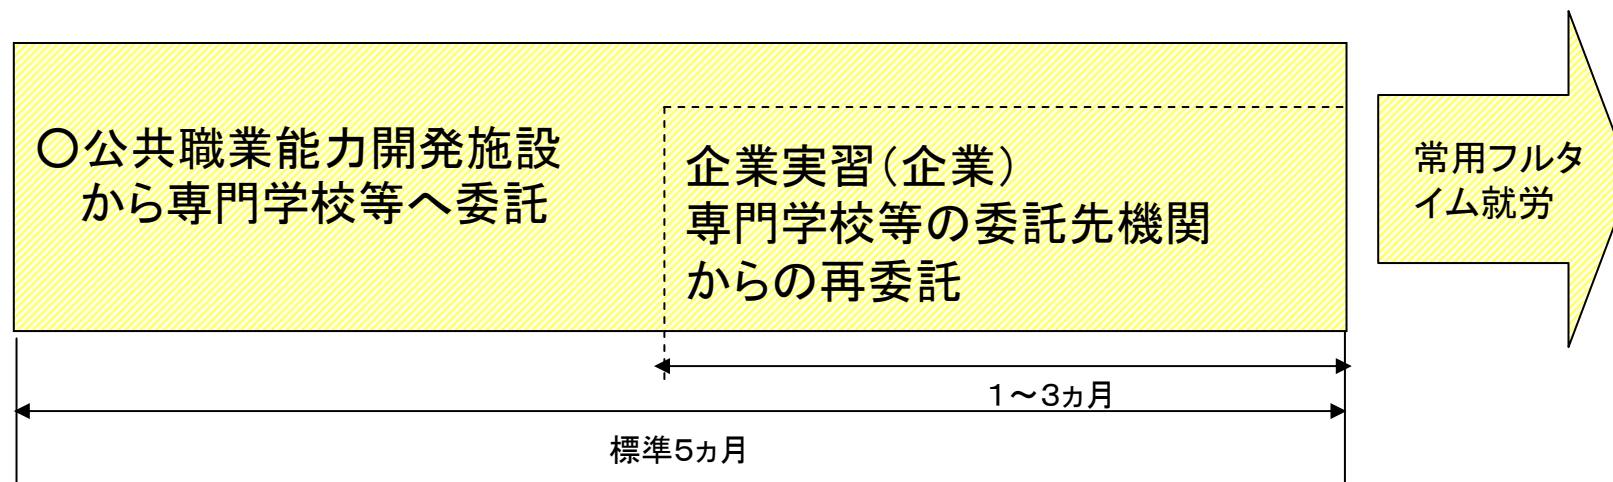 〇公共職業能力開発施設
から専門学校等へ委託
企業実習(企業)
専門学校等の委託先機関
からの再委託
常用フルタ
イム就労
1～3ヵ月
標準5ヵ月